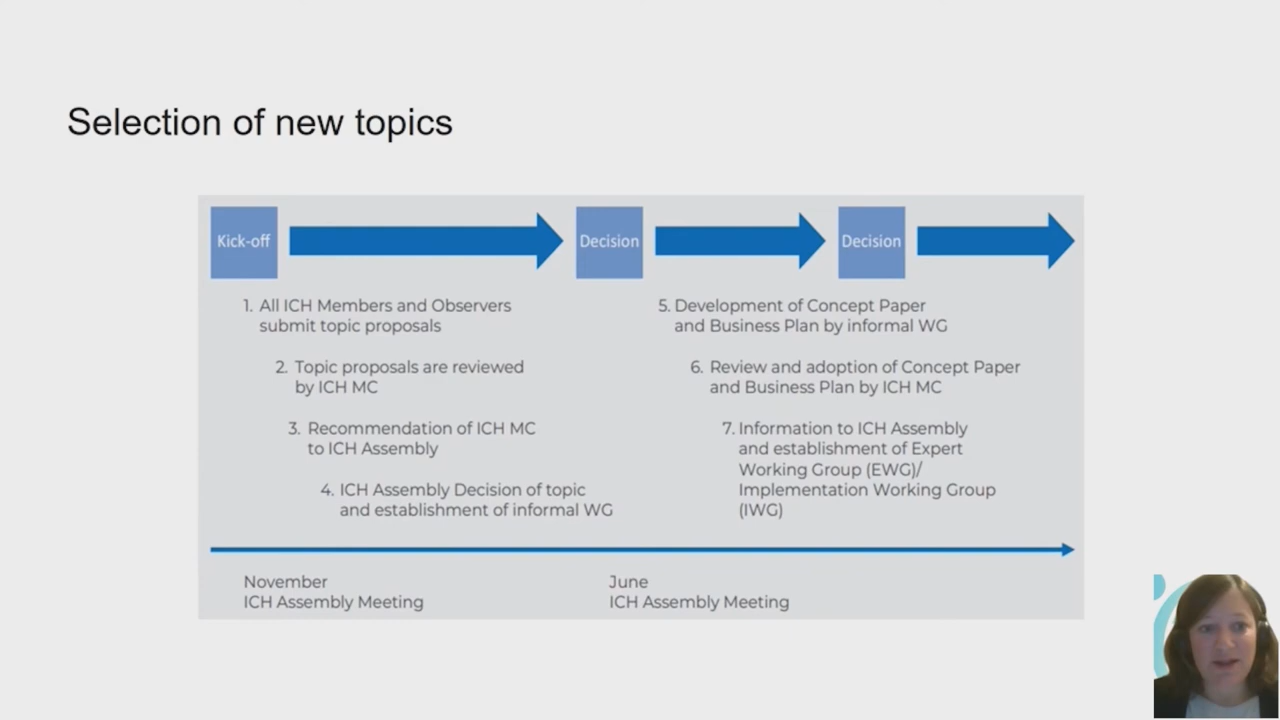 Selection of new topics
Kick-off
Decision
Decision
1. All ICH Members and Observers
submit topic proposals
2. Topic proposals are reviewed
by ICH MC
3. Recommendation of ICH MC
to ICH Assembly
4. ICH Assembly Decision of topic
and establishment of informal WG
5. Development of Concept Paper
and Business Plan by informal WG
6. Review and adoption of Concept Paper
and Business Plan by ICH MC
7. Information to ICH Assembly
and establishment of Expert
Working Group (EWG)/
Implementation Working Group
(IWG)
November
ICH Assembly Meeting
June
ICH Assembly Meeting